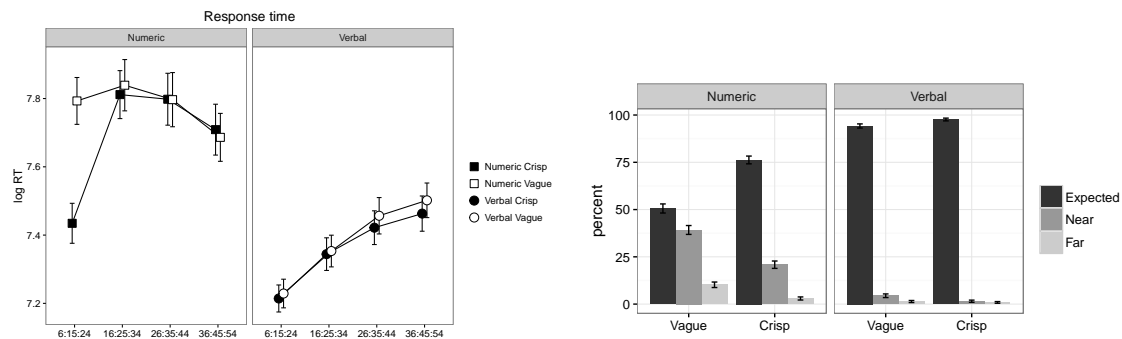 Response time
Numeric Verbal
log RT
7.8
7.6
7.4
7.2
6:15:24 16:25:34 26:35:44 36:45:54 6:15:24 16:25:34 26:35:44 36:45:54
Numeric Crisp
Numeric Vague
Verbal Crisp
Verbal Vague
Numeric Verbal
percent
100
75
50
25
0
Vague Crisp Vague Crisp
Expected
Near
Far